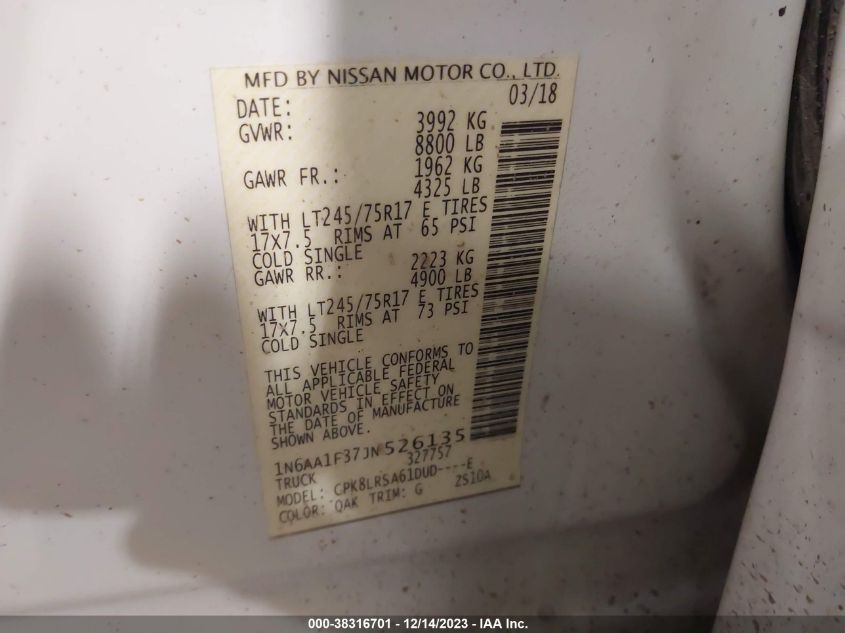 MFD BY NISSAN MOTOR CO., LTD.
DATE: 03/18
GVWR: 3992 KG
8800 LB
GAWR FR.: 1962 KG
4325 LB
WITH LT245/75R17 E TIRES
17X7.5 RIMS AT 65 PSI
COLD SINGLE
GAWR RR.: 2223 KG
4900 LB
WITH LT245/75R17 E TIRES
17X7.5 RIMS AT 73 PSI
COLD SINGLE
THIS VEHICLE CONFORMS TO
ALL APPLICABLE FEDERAL
MOTOR VEHICLE SAFETY
STANDARDS IN EFFECT ON
THE DATE OF MANUFACTURE
SHOWN ABOVE.
1N6AA1F37JN526135
TRUCK 327757
MODEL: CPK8LRSA61DUD----E
COLOR: QAK TRIM: G 2S10A
000-38316701 - 12/14/2023 - IAA Inc.